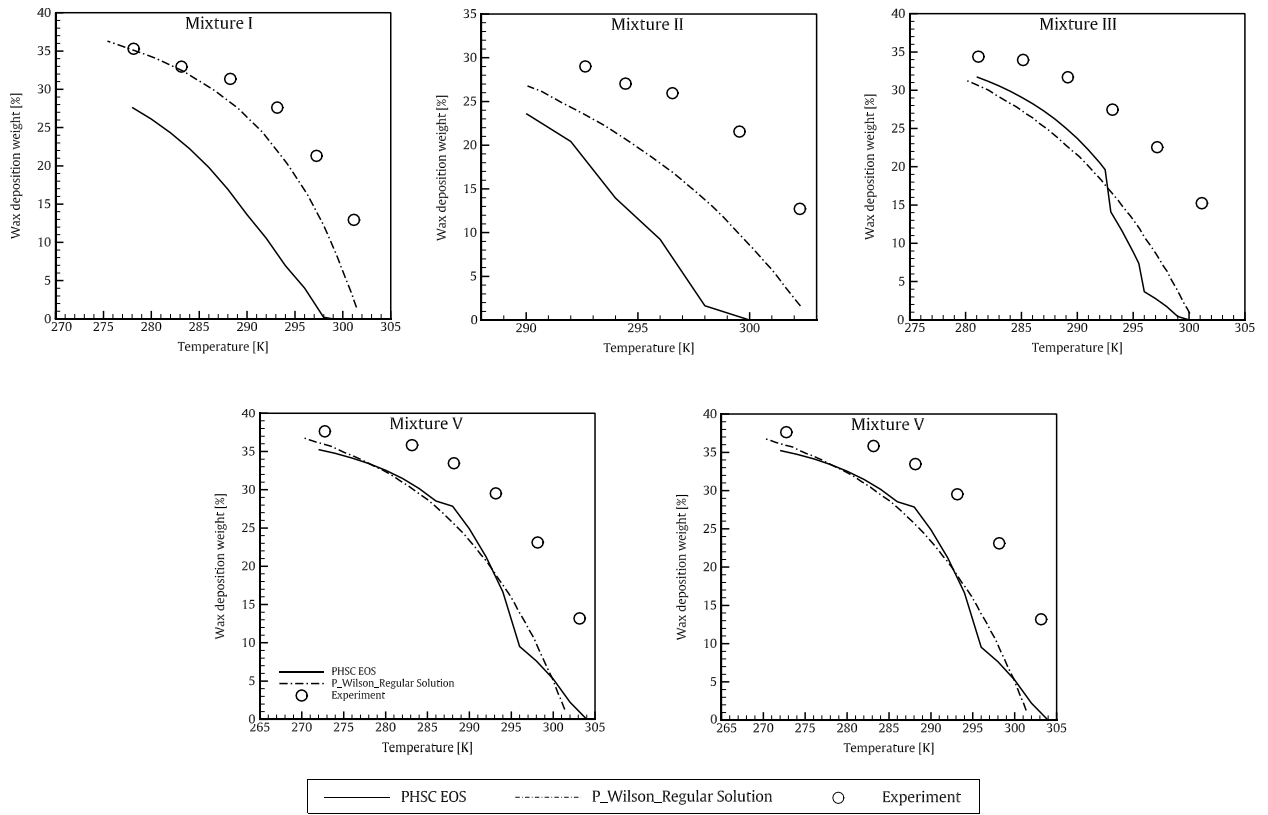 Mixture I
40
35
30
25
20
15
10
5
0
Wax deposition weight [%]
270 275 280 285 290 295 300 305
Temperature [K]
Mixture II
35
30
25
20
15
10
5
0
Wax deposition weight [%]
290 295 300
Temperature [K]
Mixture III
40
35
30
25
20
15
10
5
0
Wax deposition weight [%]
275 280 285 290 295 300 305
Temperature [K]
Mixture V
40
35
30
25
20
15
10
5
0
Wax deposition weight [%]
PHSC EOS
P_Wilson_Regular Solution
Experiment
265 270 275 280 285 290 295 300 305
Temperature [K]
Mixture V
40
35
30
25
20
15
10
5
0
Wax deposition weight [%]
265 270 275 280 285 290 295 300 305
Temperature [K]
PHSC EOS P_Wilson_Regular Solution Experiment